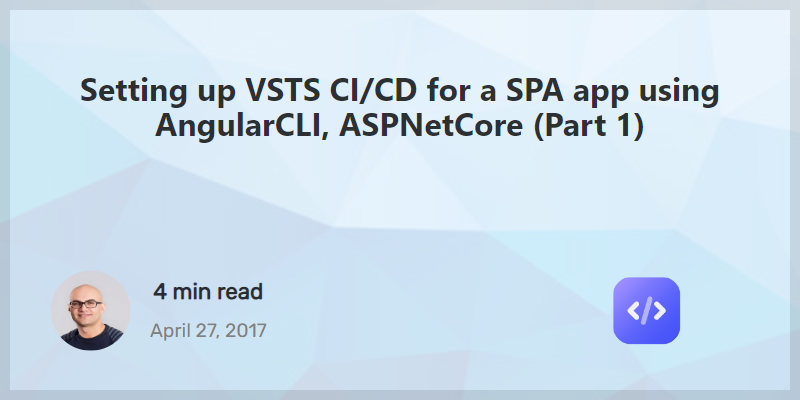 Setting up VSTS CI/CD for a SPA app using
AngularCLI, ASPNetCore (Part 1)
4 min read
April 27, 2017